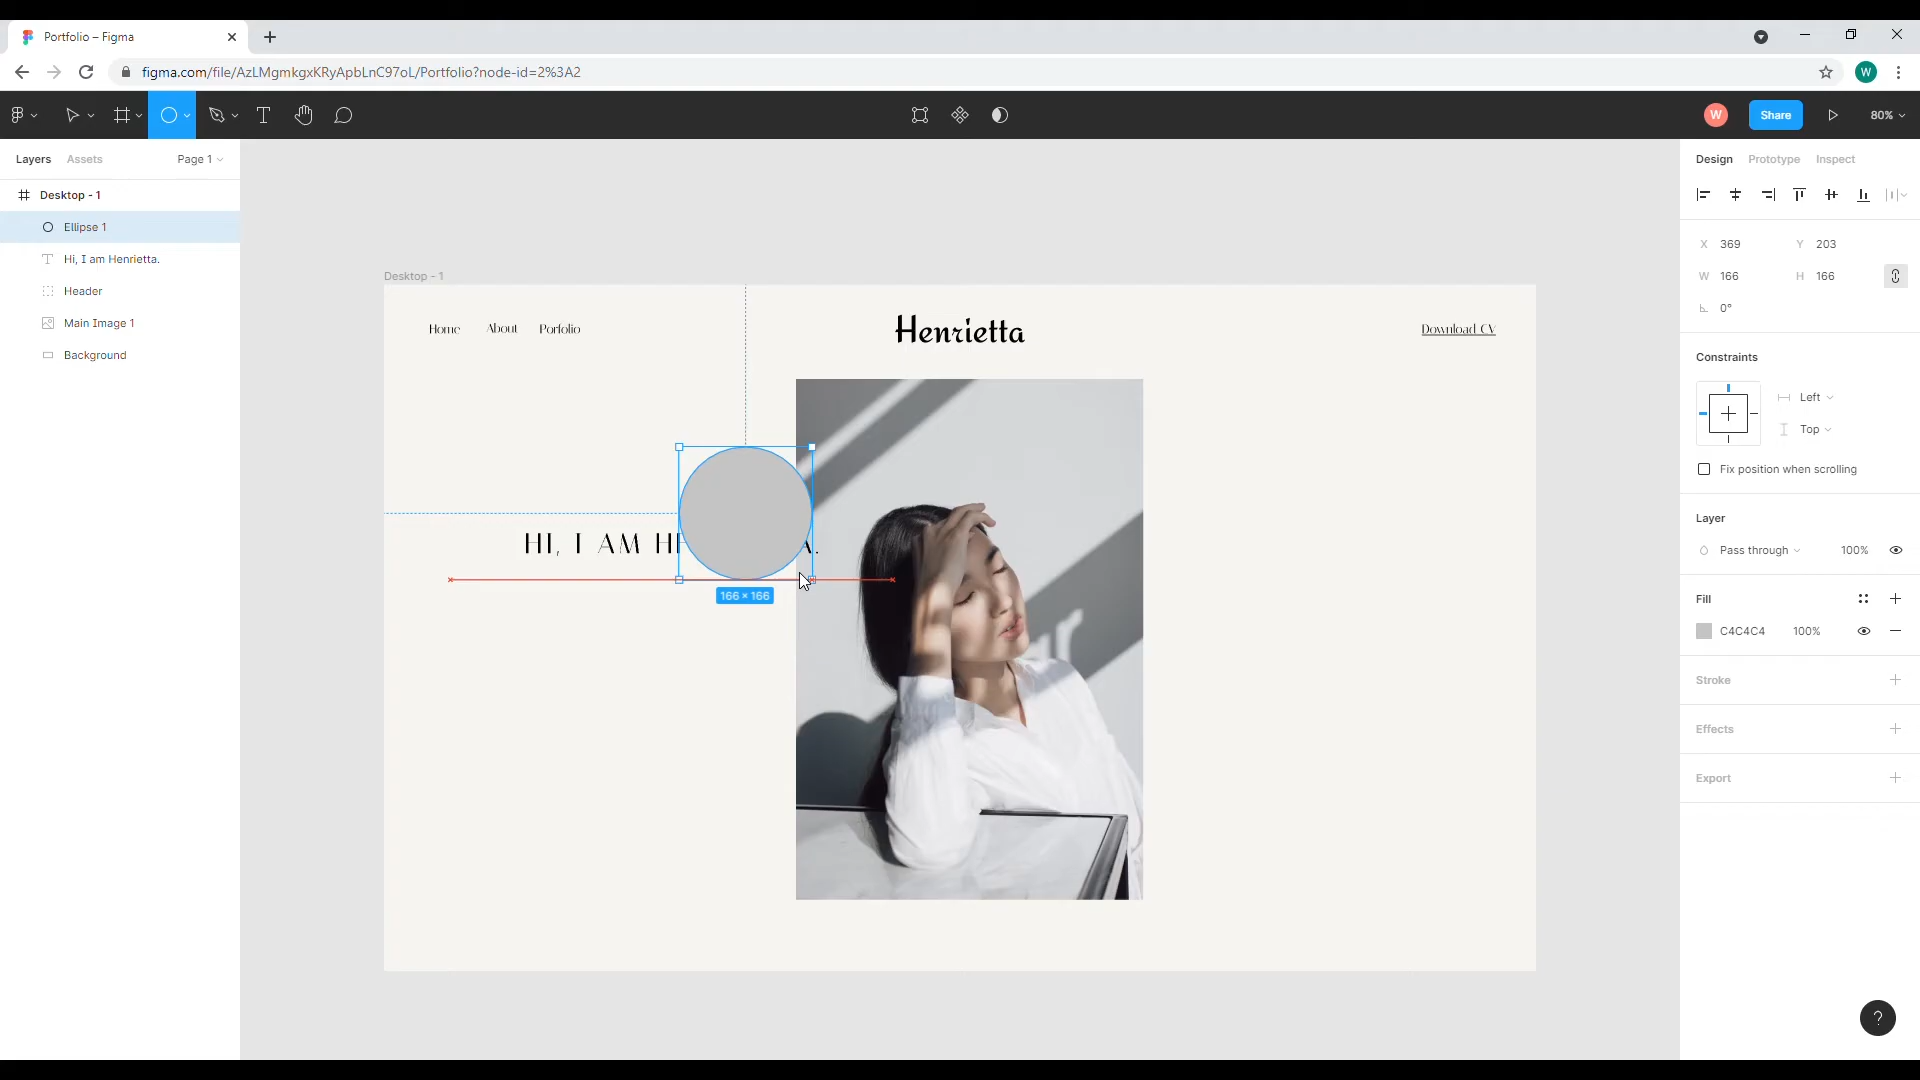 Portfolio – Figma
figma.com/file/AzLMgmkgxKRyApbLnC97oL/Portfolio?node-id=2%3A2
W
W
Share
80%
Layers
Assets
Page 1
Desktop - 1
Ellipse 1
Hi, I am Henrietta.
Header
Main Image 1
Background
Desktop - 1
Home
About
Porfolio
Henrietta
Download CV
HI, I AM
166 × 166
Design
Prototype
Inspect
X 369
Y 203
W 166
H 166
0°
Constraints
Left
Top
Fix position when scrolling
Layer
Pass through
100%
Fill
C4C4C4
100%
Stroke
Effects
Export
?